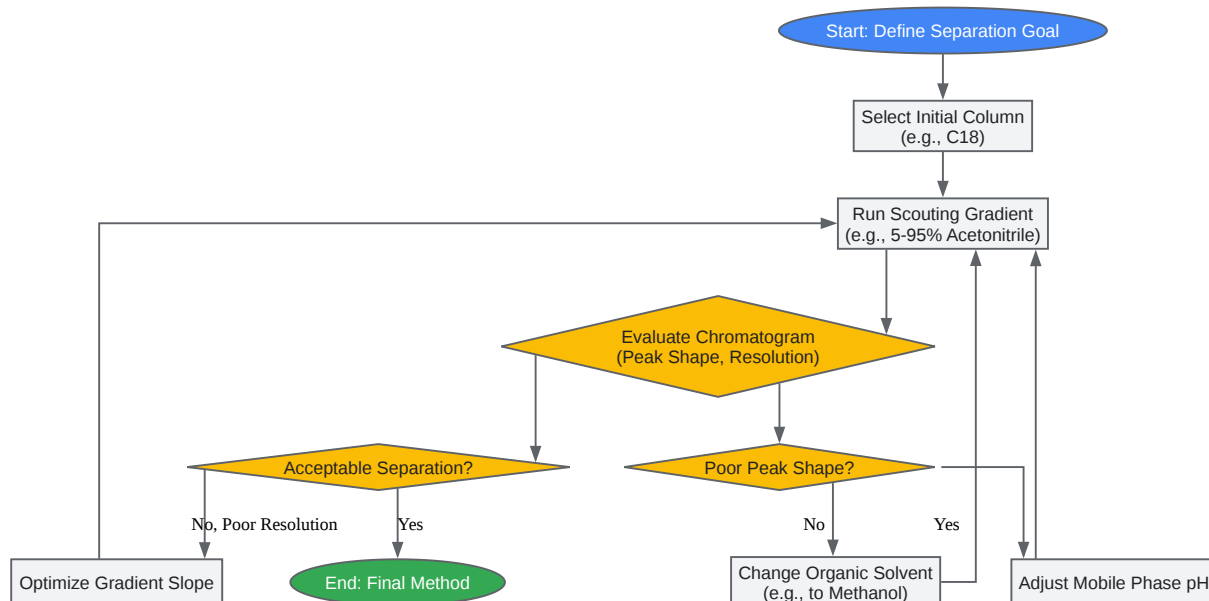 Start: Define Separation Goal
Select Initial Column
(e.g., C18)
Run Scouting Gradient
(e.g., 5-95% Acetonitrile)
Evaluate Chromatogram
(Peak Shape, Resolution)
Acceptable Separation?
Poor Peak Shape?
No, Poor Resolution
Yes
No
Yes
Optimize Gradient Slope
End: Final Method
Change Organic Solvent
(e.g., to Methanol)
Adjust Mobile Phase pH